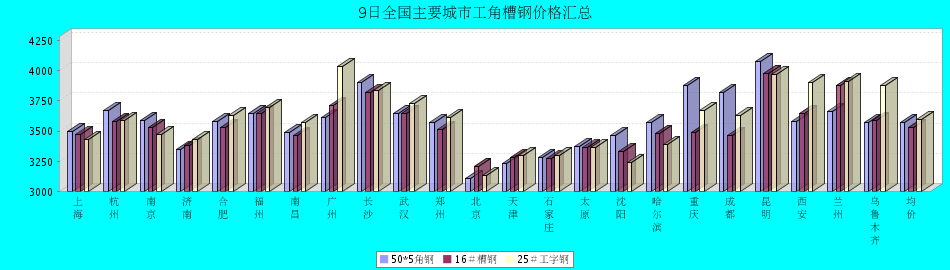 9日全国主要城市工角槽钢价格汇总
4250
4000
3750
3500
3250
3000
上海
杭州
南京
济南
合肥
福州
南昌
广州
长沙
武汉
郑州
北京
天津
石家庄
太原
沈阳
哈尔滨
重庆
成都
昆明
西安
兰州
乌鲁木齐
均价
50*5角钢
16#槽钢
25#工字钢